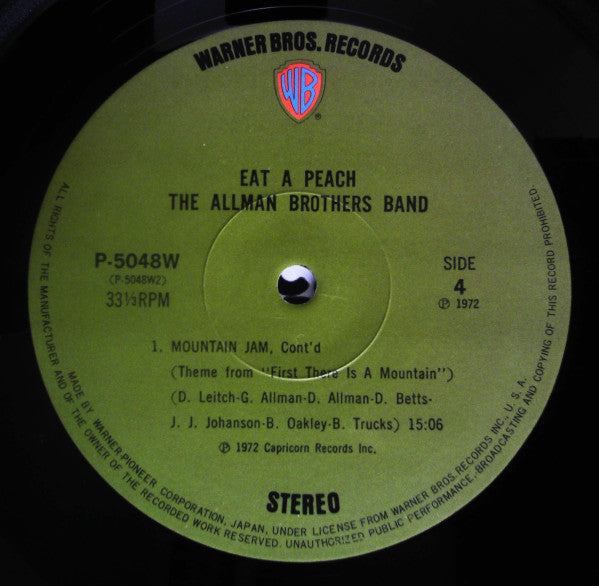 WARNER BROS. RECORDS
WB
®
EAT A PEACH
THE ALLMAN BROTHERS BAND
P-5048W
(P-5048W2)
33⅓RPM
SIDE
4
℗ 1972
1. MOUNTAIN JAM, Cont'd
(Theme from "First There Is A Mountain")
(D. Leitch-G. Allman-D. Allman-D. Betts-
J. J. Johanson-B. Oakley-B. Trucks) 15:06
℗ 1972 Capricorn Records Inc.
STEREO
MADE BY WARNER-PIONEER CORPORATION, JAPAN, UNDER LICENSE FROM WARNER BROS. RECORDS INC., U. S. A.
ALL RIGHTS OF THE MANUFACTURER AND OF THE OWNER OF THE RECORDED WORK RESERVED. UNAUTHORIZED PUBLIC PERFORMANCE, BROADCASTING AND COPYING OF THIS RECORD PROHIBITED.